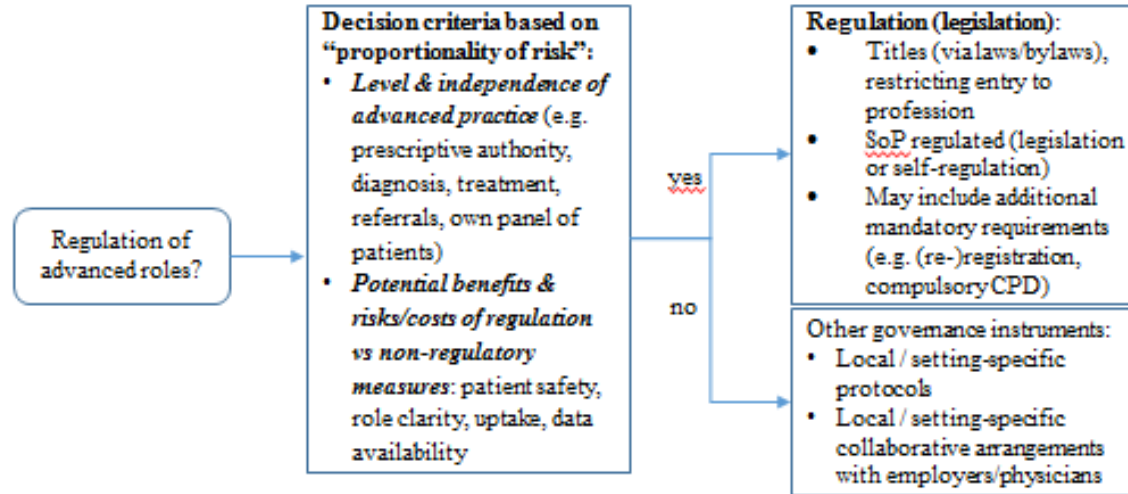 Regulation of
advanced roles?
Decision criteria based on
“proportionality of risk”:
• Level & independence of
advanced practice (e.g.
prescriptive authority,
diagnosis, treatment,
referrals, own panel of
patients)
• Potential benefits &
risks/costs of regulation
vs non-regulatory
measures: patient safety,
role clarity, uptake, data
availability
yes
no
Regulation (legislation):
• Titles (via laws/bylaws),
restricting entry to
profession
• SoP regulated (legislation
or self-regulation)
• May include additional
mandatory requirements
(e.g. (re-)registration,
compulsory CPD)
Other governance instruments:
• Local / setting-specific
protocols
• Local / setting-specific
collaborative arrangements
with employers/physicians